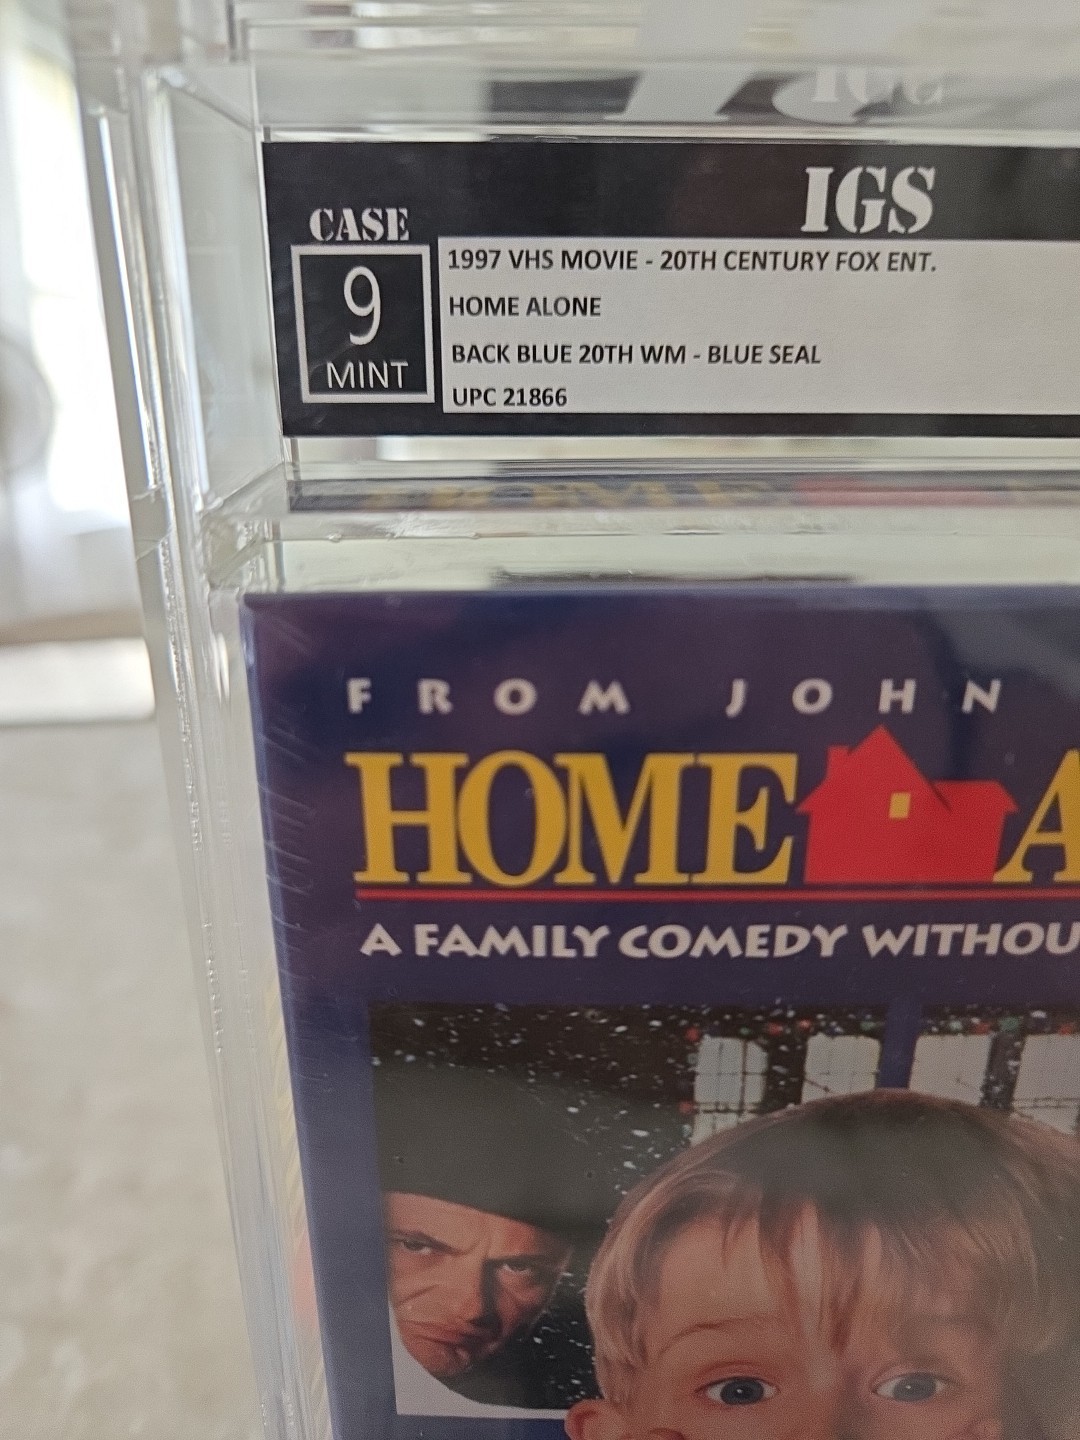 IGS
CASE
9
MINT
1997 VHS MOVIE - 20TH CENTURY FOX ENT.
HOME ALONE
BACK BLUE 20TH WM - BLUE SEAL
UPC 21866
FROM JOHN
HOME A
A FAMILY COMEDY WITHOU